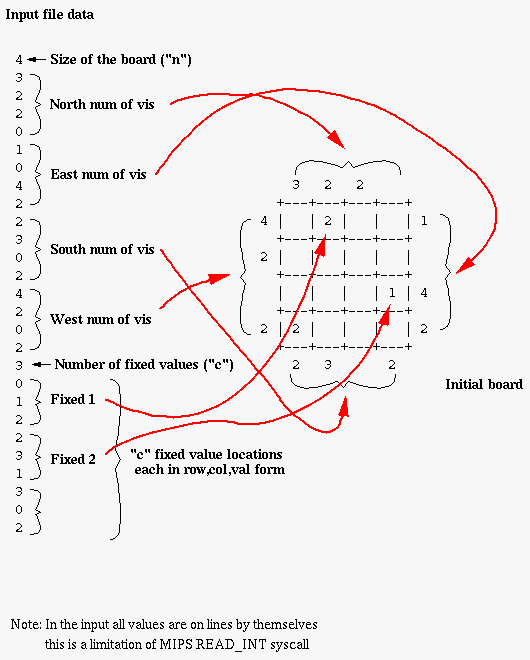 Input file data
4 Size of the board ("n")
3
2
2 North num of vis
0
1
0
4 East num of vis
2
2
3
0 South num of vis
2
4
2
0 West num of vis
2
3 Number of fixed values ("c")
0
1 Fixed 1
2
2
3 Fixed 2
1
3
0
2
"c" fixed value locations
each in row,col,val form
3 2 2
+--+--+--+--+
4 | | 2| | | 1
+--+--+--+--+
2 | | | | |
+--+--+--+--+
| | | | 1| 4
+--+--+--+--+
2 | 2| | | | 2
+--+--+--+--+
2 3 2
Initial board
Note: In the input all values are on lines by themselves
this is a limitation of MIPS READ_INT syscall